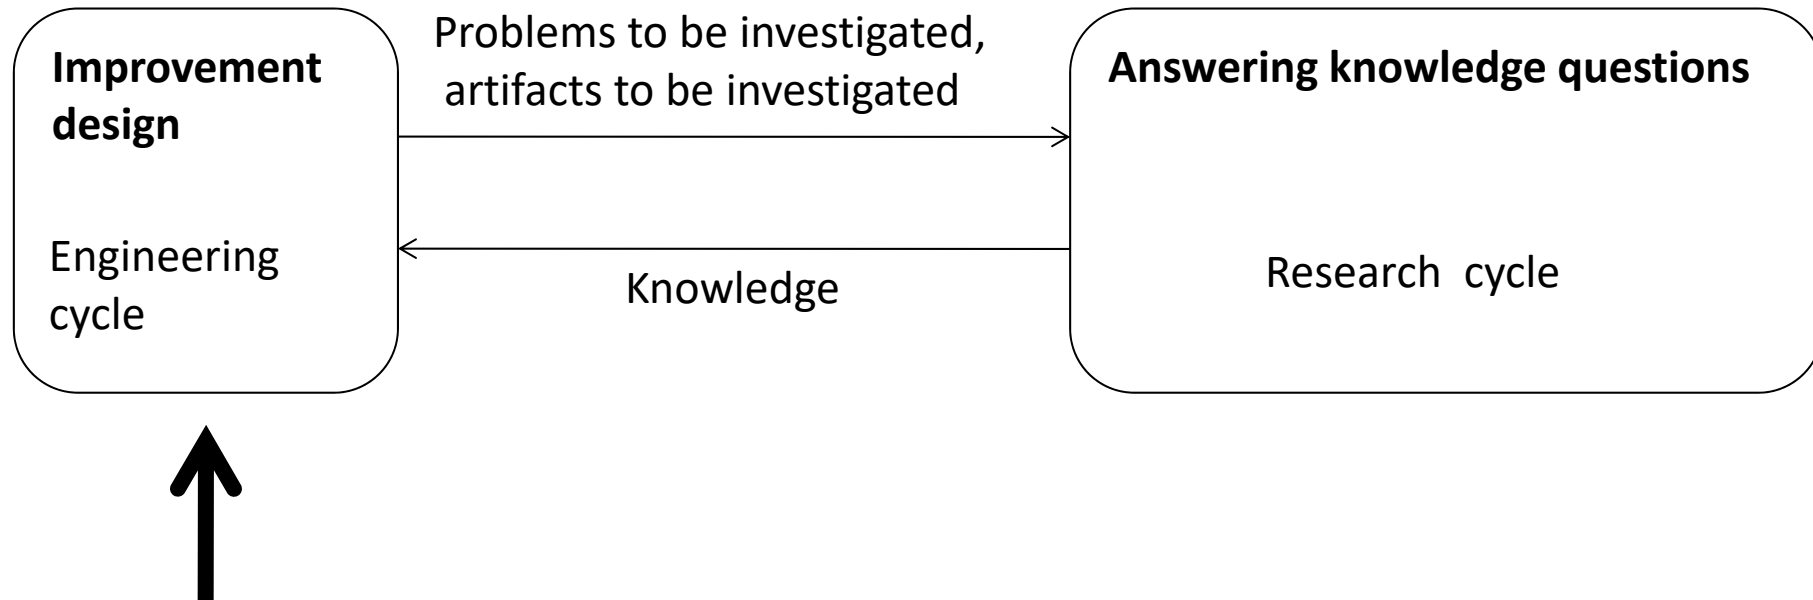 Improvement
design
Engineering
cycle
Problems to be investigated,
artifacts to be investigated
Knowledge
Answering knowledge questions
Research cycle